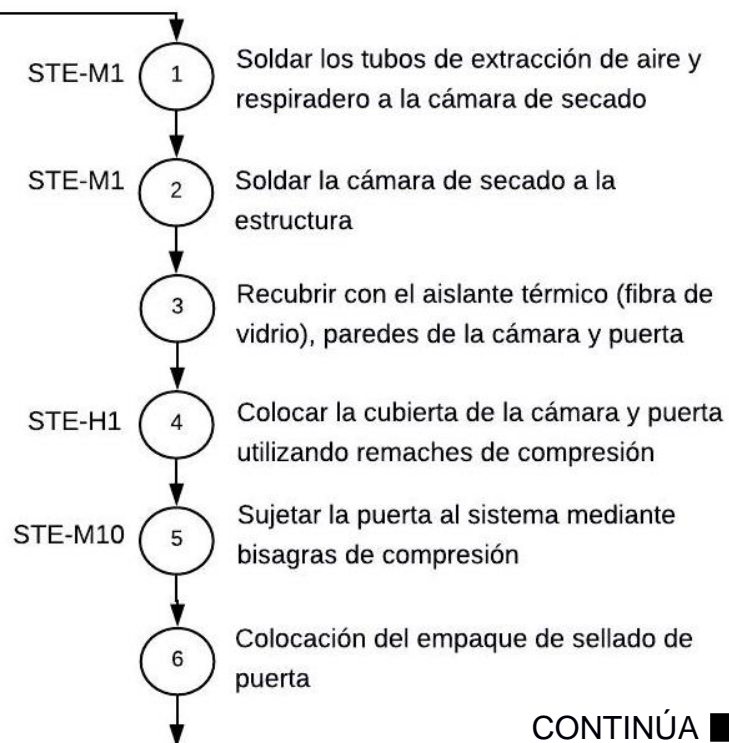 STE-M1
1
Soldar los tubos de extracción de aire y
respiradero a la cámara de secado
STE-M1
2
Soldar la cámara de secado a la
estructura
3
Recubrir con el aislante térmico (fibra de
vidrio), paredes de la cámara y puerta
STE-H1
4
Colocar la cubierta de la cámara y puerta
utilizando remaches de compresión
STE-M10
5
Sujetar la puerta al sistema mediante
bisagras de compresión
6
Colocación del empaque de sellado de
puerta
CONTINÚA